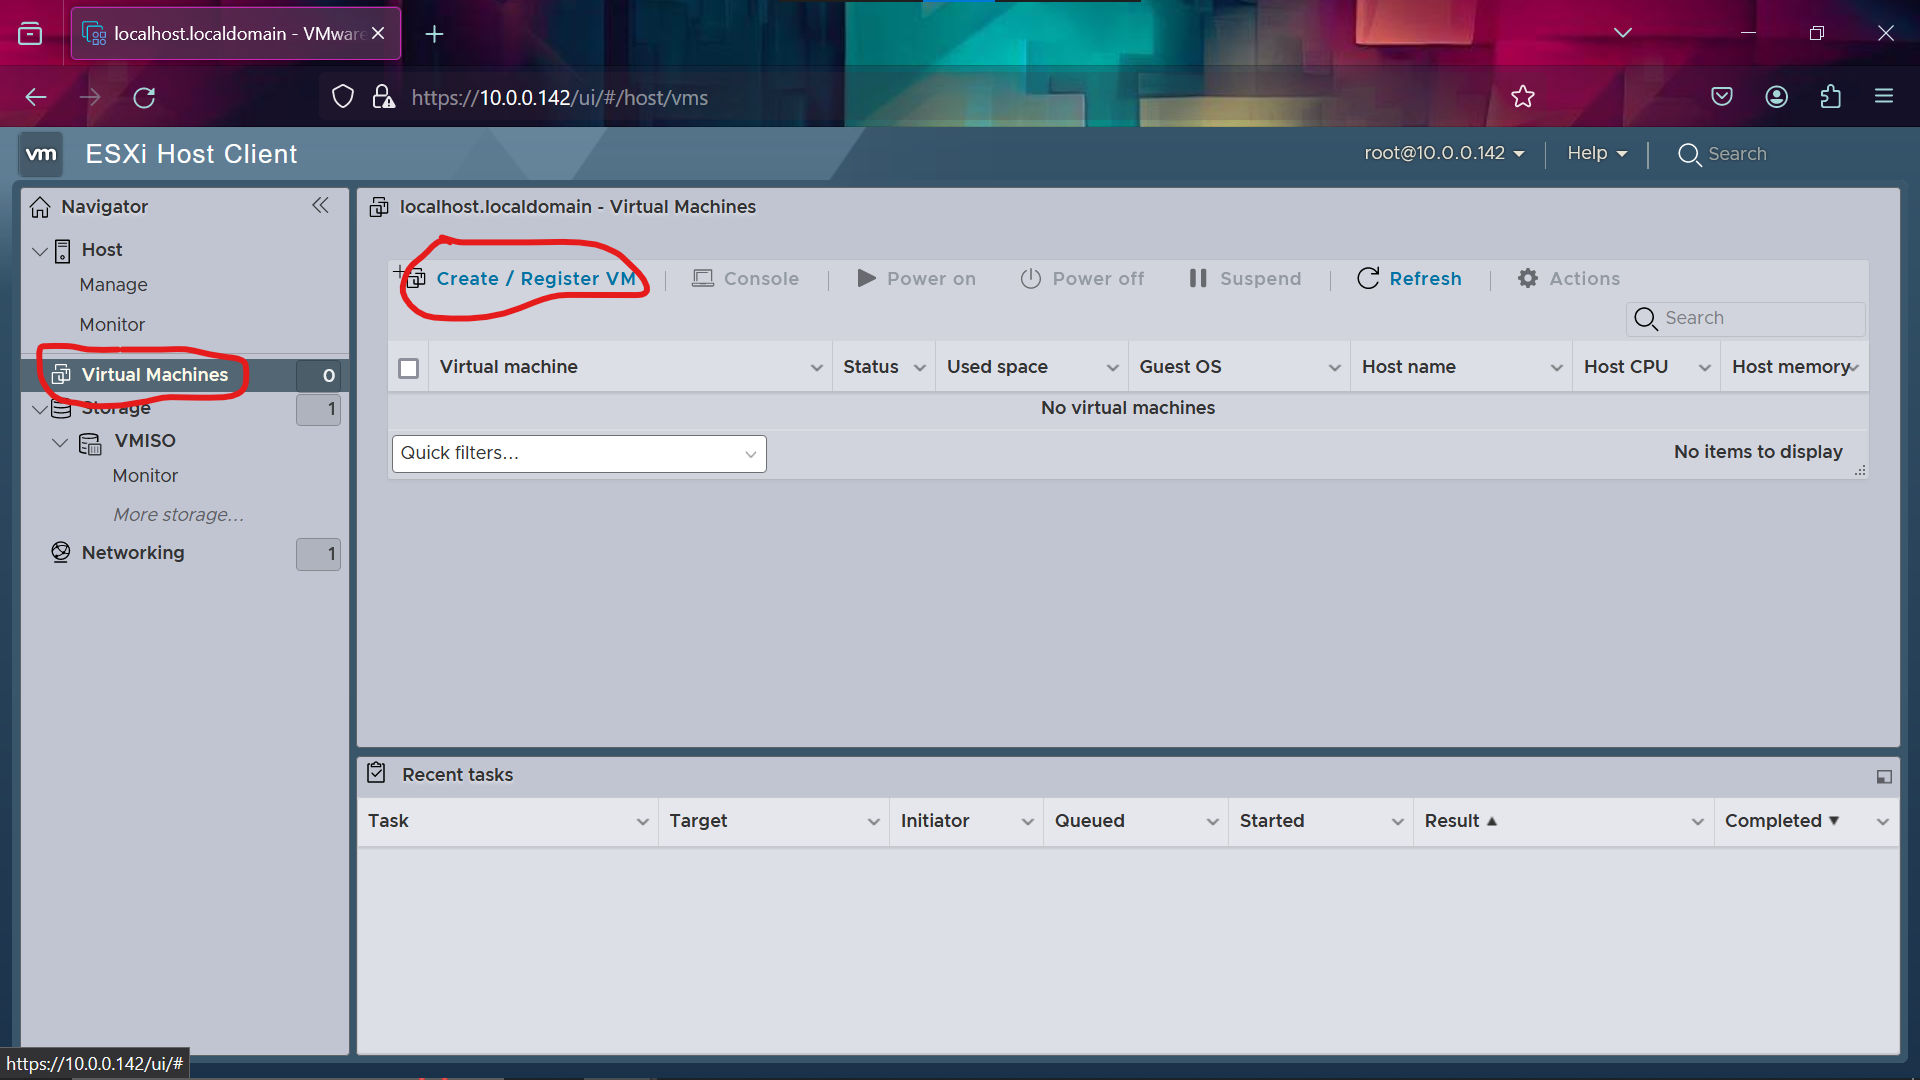 localhost.localdomain - VMware
https://10.0.0.142/ui/#/host/vms
vm ESXi Host Client root@10.0.0.142 Help Search
Navigator
Host
Manage
Monitor
Virtual Machines 0
Storage 1
VMISO
Monitor
More storage...
Networking 1
localhost.localdomain - Virtual Machines
Create / Register VM Console Power on Power off Suspend Refresh Actions
Search
Virtual machine Status Used space Guest OS Host name Host CPU Host memory
No virtual machines
Quick filters... No items to display
Recent tasks
Task Target Initiator Queued Started Result Completed
https://10.0.0.142/ui/#